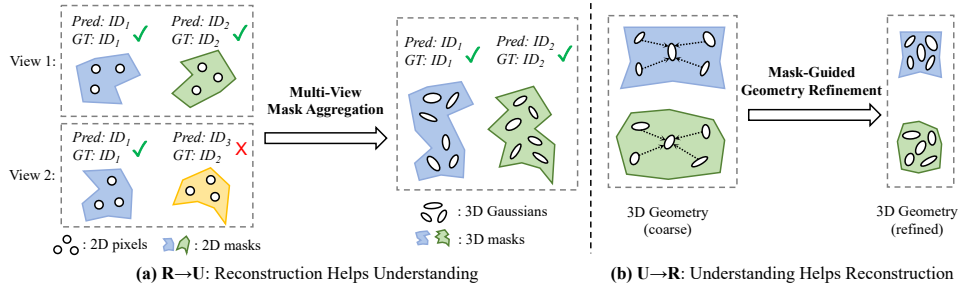 Pred: ID1
GT: ID1
Pred: ID2
GT: ID2
View 1:
Pred: ID1
GT: ID1
Pred: ID3
GT: ID2
View 2:
: 2D pixels
: 2D masks
Multi-View
Mask Aggregation
Pred: ID1
GT: ID1
Pred: ID2
GT: ID2
: 3D Gaussians
: 3D masks
(a) R→U: Reconstruction Helps Understanding
3D Geometry
(coarse)
Mask-Guided
Geometry Refinement
3D Geometry
(refined)
(b) U→R: Understanding Helps Reconstruction